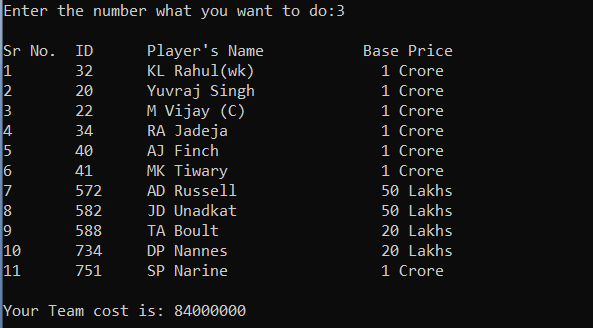 Enter the number what you want to do:3
Sr No.  ID      Player's Name           Base Price
1       32      KL Rahul(wk)              1 Crore
2       20      Yuvraj Singh              1 Crore
3       22      M Vijay (C)               1 Crore
4       34      RA Jadeja                 1 Crore
5       40      AJ Finch                  1 Crore
6       41      MK Tiwary                 1 Crore
7       572     AD Russell                50 Lakhs
8       582     JD Unadkat                50 Lakhs
9       588     TA Boult                  20 Lakhs
10      734     DP Nannes                 20 Lakhs
11      751     SP Narine                 1 Crore
Your Team cost is: 84000000